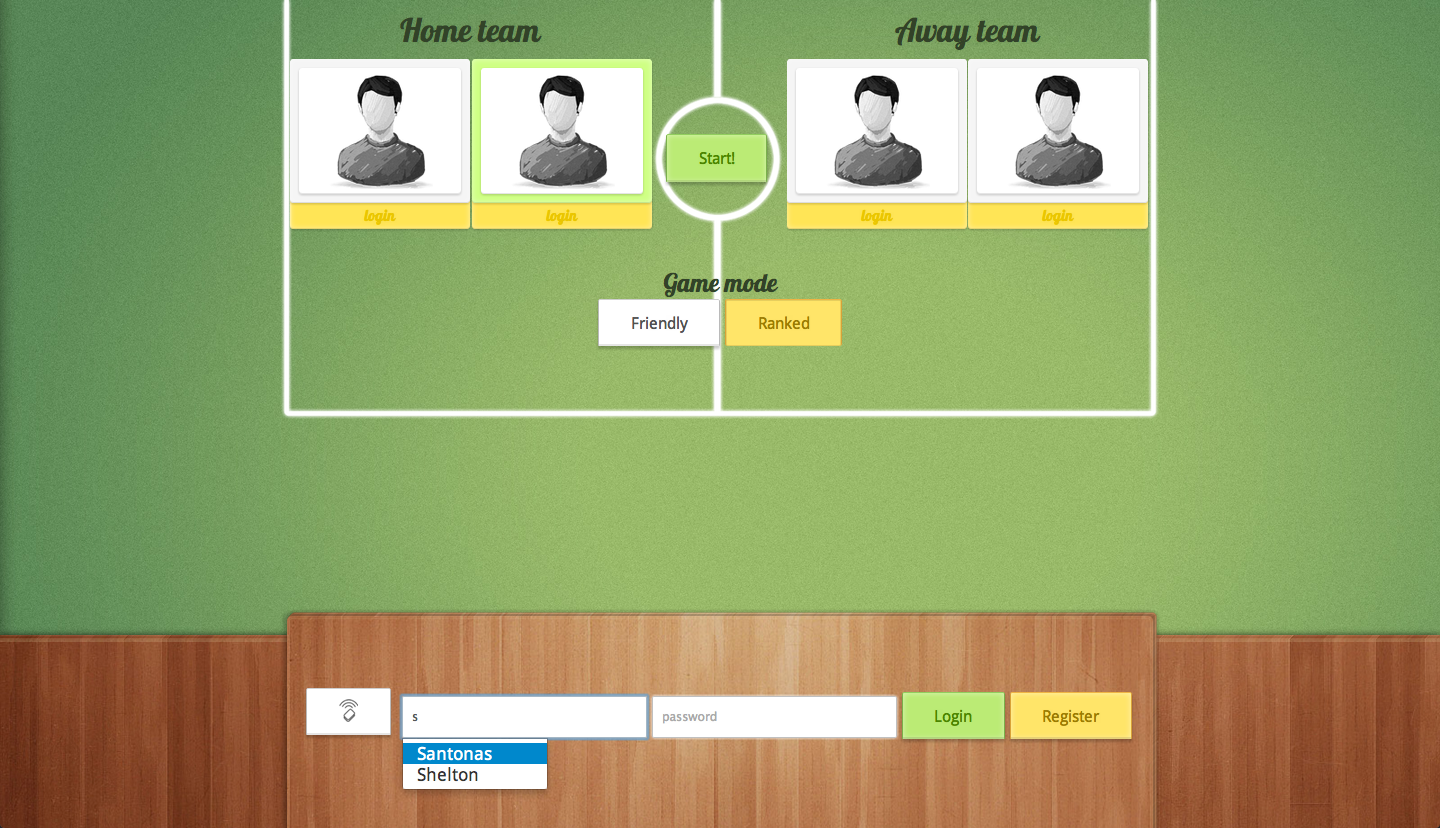 Home team
Away team
login
login
Start!
login
login
Game mode
Friendly
Ranked
s
password
Login
Register
Santonas
Shelton